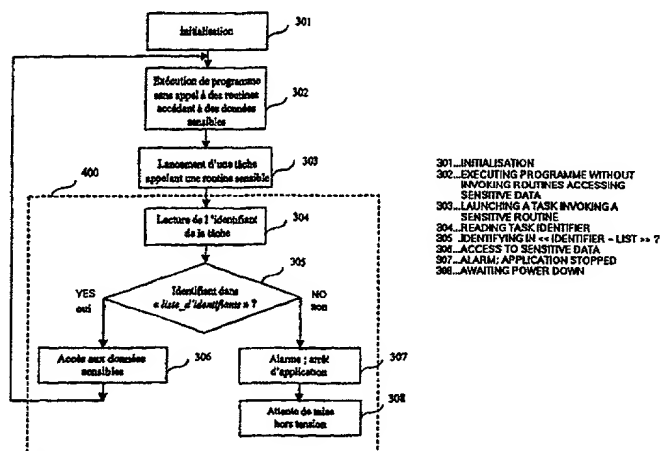 Initialisation
301
Exécution de programme
sans appel à des routines
accédant à des données
sensibles
302
Lancement d'une tâche
appelant une routine sensible
303
400
Lecture de l'identifiant
de la tâche
304
305
Identifiant dans
« liste_d'identifiants » ?
YES
oui
NO
non
Accès aux données
sensibles
306
Alarme ; arrêt
d'application
307
Attente de mise
hors tension
308
301...INITIALISATION
302...EXECUTING PROGRAMME WITHOUT
INVOKING ROUTINES ACCESSING
SENSITIVE DATA
303...LAUNCHING A TASK INVOKING A
SENSITIVE ROUTINE
304...READING TASK IDENTIFIER
305...IDENTIFYING IN << IDENTIFIER – LIST >> ?
306...ACCESS TO SENSITIVE DATA
307...ALARM; APPLICATION STOPPED
308...AWAITING POWER DOWN